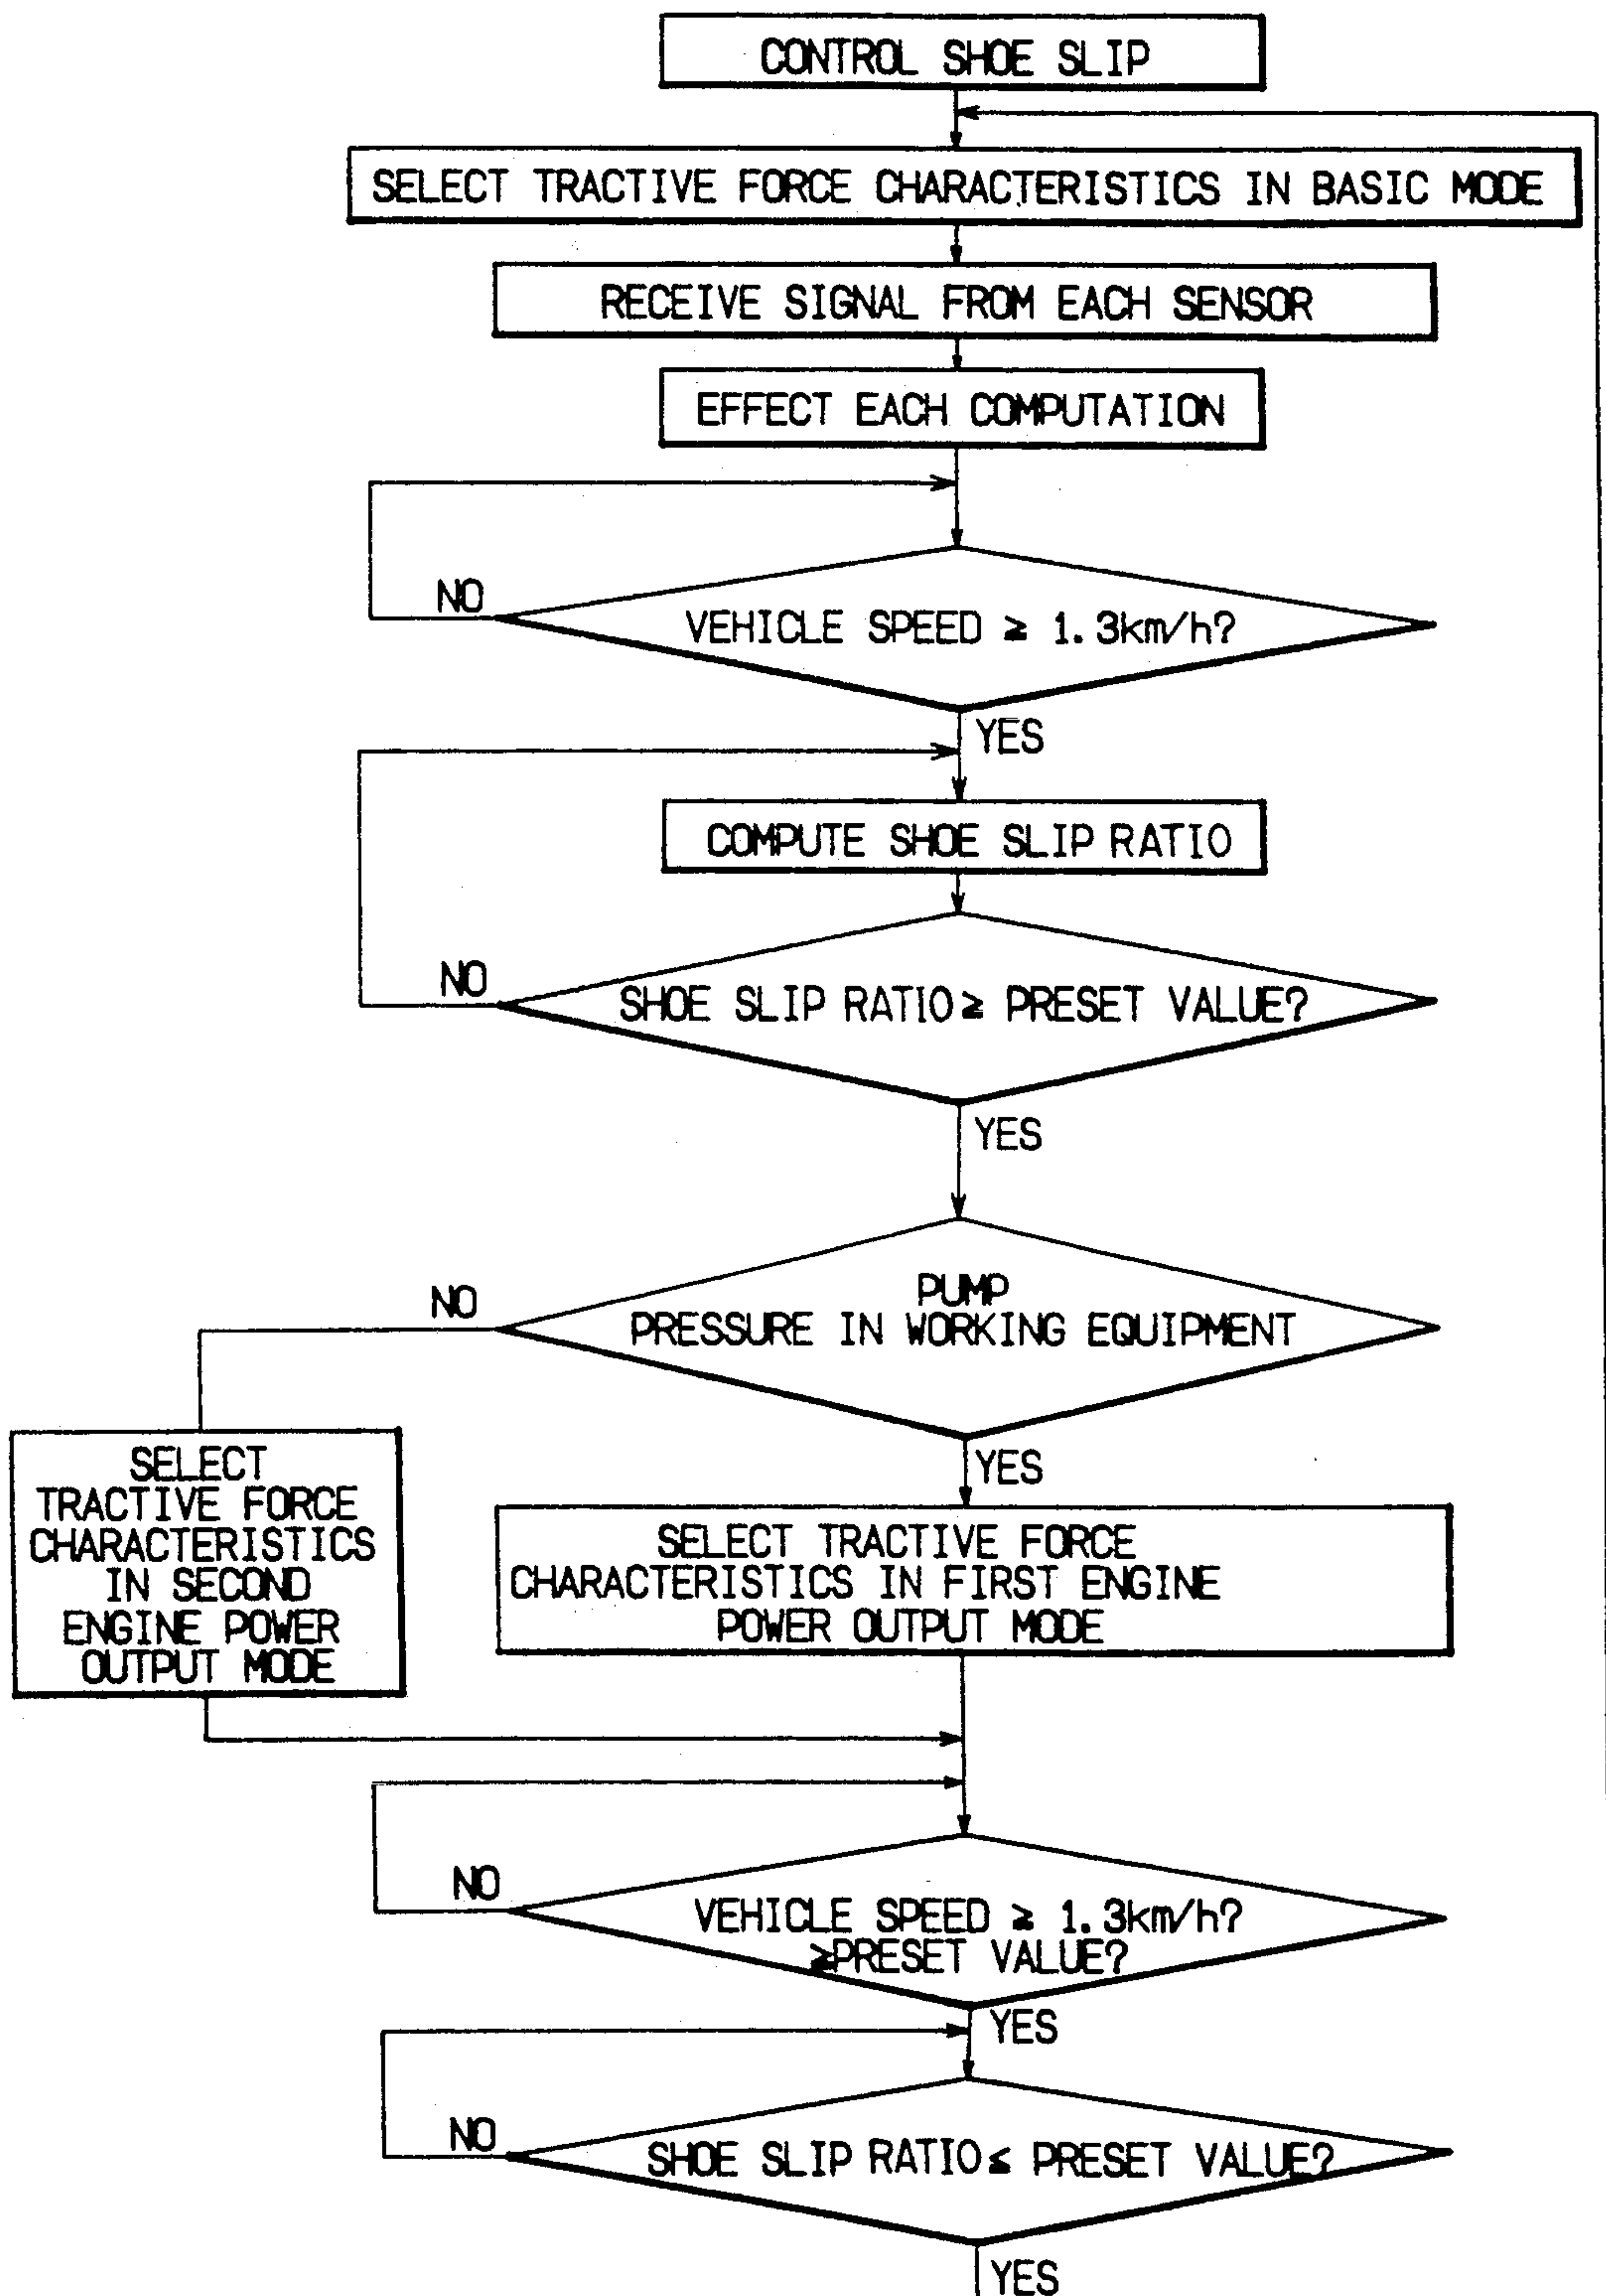 CONTROL SHOE SLIP
SELECT TRACTIVE FORCE CHARACTERISTICS IN BASIC MODE
RECEIVE SIGNAL FROM EACH SENSOR
EFFECT EACH COMPUTATION
NO
VEHICLE SPEED ≥ 1.3km/h?
YES
COMPUTE SHOE SLIP RATIO
NO
SHOE SLIP RATIO ≥ PRESET VALUE?
YES
NO
PUMP
PRESSURE IN WORKING EQUIPMENT
YES
SELECT
TRACTIVE FORCE
CHARACTERISTICS
IN SECOND
ENGINE POWER
OUTPUT MODE
SELECT TRACTIVE FORCE
CHARACTERISTICS IN FIRST ENGINE
POWER OUTPUT MODE
NO
VEHICLE SPEED ≥ 1.3km/h?
≥PRESET VALUE?
YES
NO
SHOE SLIP RATIO ≤ PRESET VALUE?
YES